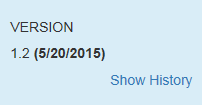 VERSION
1.2 (5/20/2015)
Show History